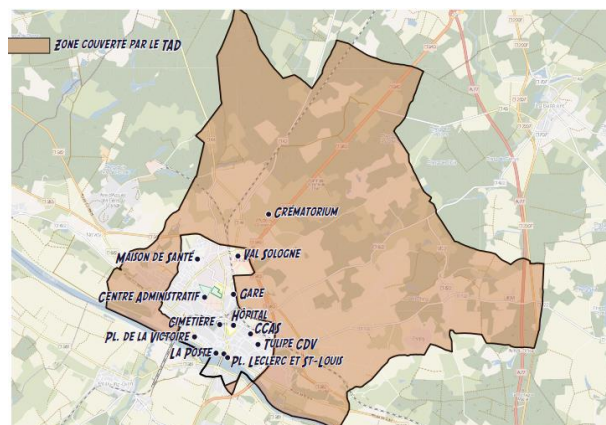 Zone couverte par le TAD
Crématorium
Maison de santé
Val Sologne
Centre Administratif
Gare
Hôpital
Cimetière
CCAS
Pl. de la Victoire
Tulipe CDV
La Poste
Pl. Leclerc et St-Louis